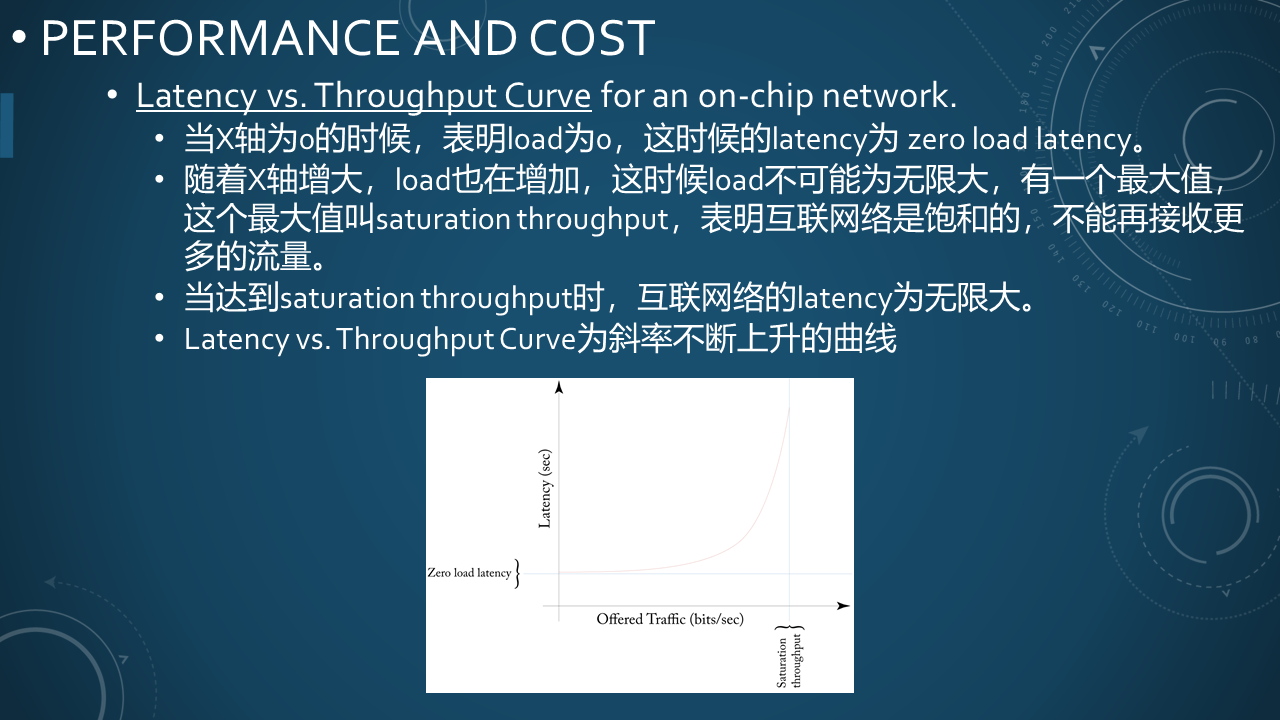 • PERFORMANCE AND COST
• Latency vs. Throughput Curve for an on-chip network.
• 当X轴为0的时候，表明load为0，这时候的latency为 zero load latency。
• 随着X轴增大，load也在增加，这时候load不可能为无限大，有一个最大值，
这个最大值叫saturation throughput，表明互联网络是饱和的，不能再接收更
多的流量。
• 当达到saturation throughput时，互联网络的latency为无限大。
• Latency vs. Throughput Curve为斜率不断上升的曲线
Latency (sec)
Zero load latency
Offered Traffic (bits/sec)
Saturation
throughput